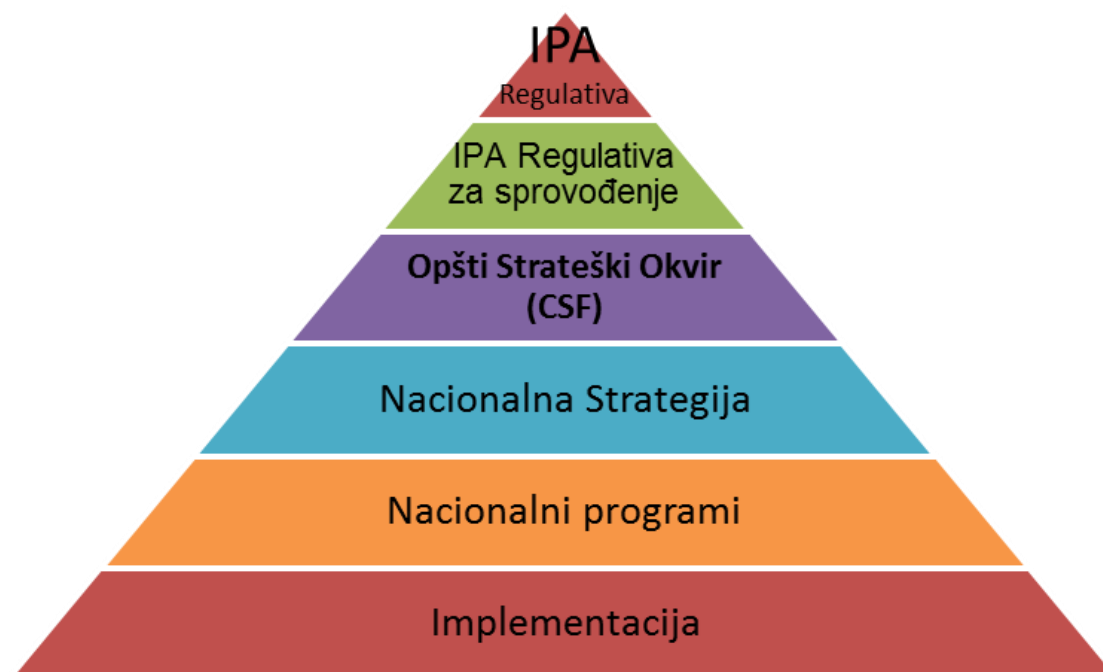 IPA
Regulativa
IPA Regulativa
za sprovođenje
Opšti Strateški Okvir
(CSF)
Nacionalna Strategija
Nacionalni programi
Implementacija